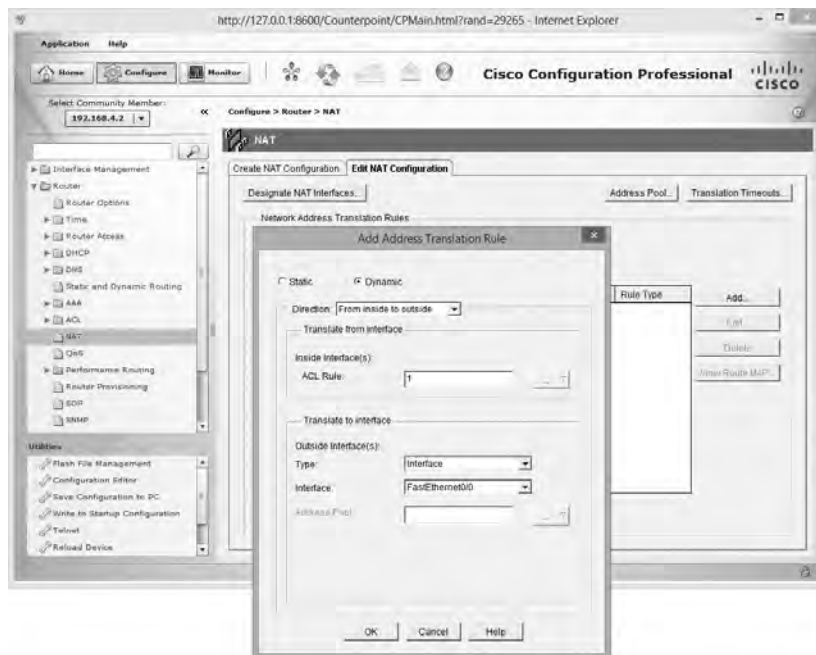 http://127.0.0.1:8600/Counterpoint/CPMain.html?rand=29265 - Internet Explorer
Application Help
Home Configure Monitor
Cisco Configuration Professional
CISCO
Select Community Member:
192.168.4.2
«
Configure > Router > NAT
NAT
Create NAT Configuration Edit NAT Configuration
Designate NAT Interfaces... Address Pool... Translation Timeouts...
Network Address Translation Rules
Interface Management
Router
Router Options
Time
Router Access
DHCP
DNS
Static and Dynamic Routing
AAA
ACL
NAT
QoS
Performance Routing
Router Provisioning
SDP
SNMP
Utilities
Flash File Management
Configuration Editor
Save Configuration to PC
Write to Startup Configuration
Telnet
Reload Device
Rule Type
Add...
Edit...
Delete
View Route MAP...
Add Address Translation Rule
Static Dynamic
Direction: From inside to outside
Translate from interface
Inside Interface(s):
ACL Rule: 1
...
Translate to interface
Outside Interface(s):
Type: Interface
Interface: FastEthernet0/0
Address Pool:
...
OK Cancel Help